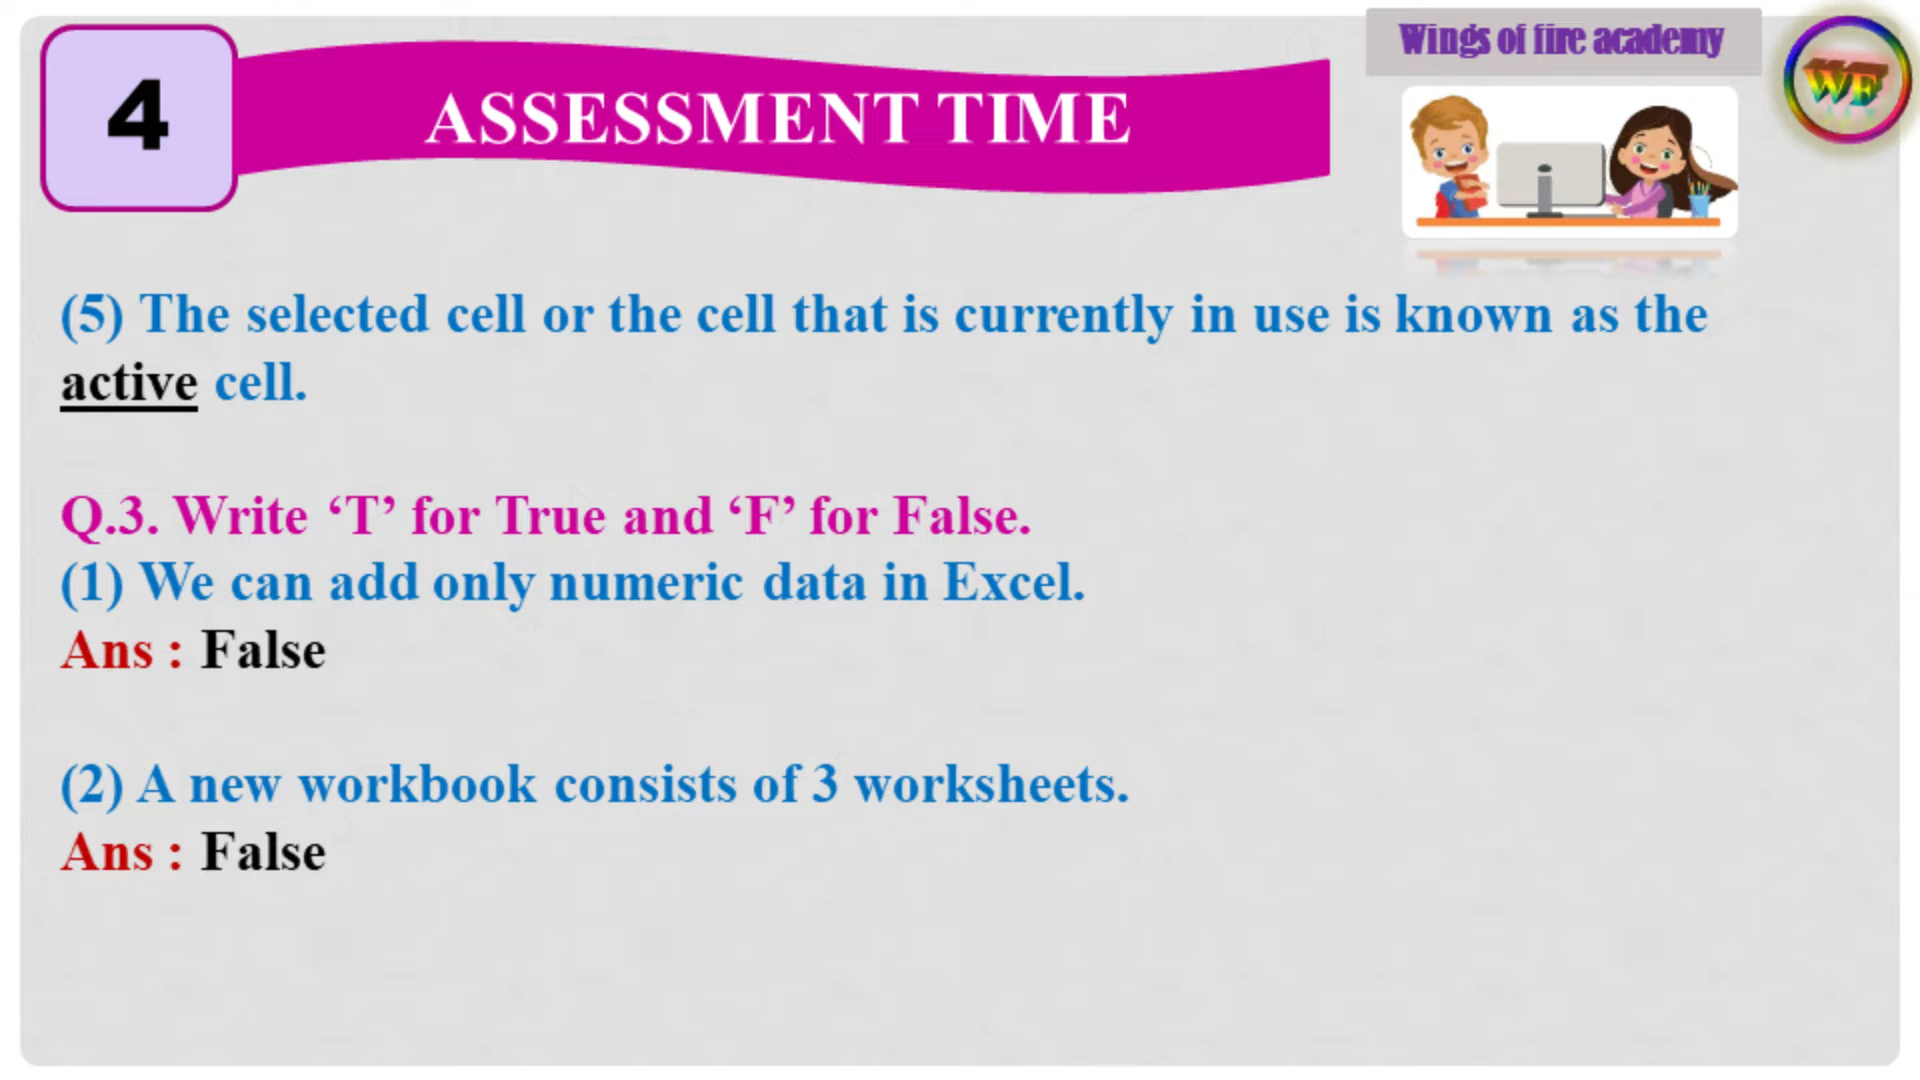 4
ASSESSMENT TIME
Wings of fire academy
WF
(5) The selected cell or the cell that is currently in use is known as the
active cell.
Q.3. Write ‘T’ for True and ‘F’ for False.
(1) We can add only numeric data in Excel.
Ans : False
(2) A new workbook consists of 3 worksheets.
Ans : False